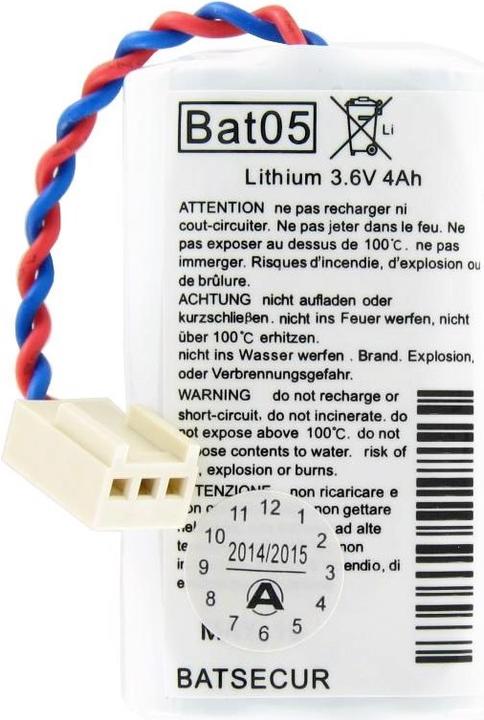 Bat05
Li
Lithium 3.6V 4Ah
ATTENTION ne pas recharger ni
cout-circuiter. Ne pas jeter dans le feu. Ne
pas exposer au dessus de 100℃. ne pas
immerger. Risques d'incendie, d'explosion ou
de brûlure.
ACHTUNG nicht aufladen oder
kurzschließen. nicht ins Feuer werfen, nicht
über 100℃ erhitzen.
nicht ins Wasser werfen . Brand. Explosion,
oder Verbrennungsgefahr.
WARNING do not recharge or
short-circuit. do not incinerate. do
not expose above 100℃. do not
contents to water. risk of
explosion or burns.
non ricaricare e
non gettare
ad alte
non
di
11 12 1
10 2
2014/2015
9 3
A
8 4
7 6 5
BATSECUR